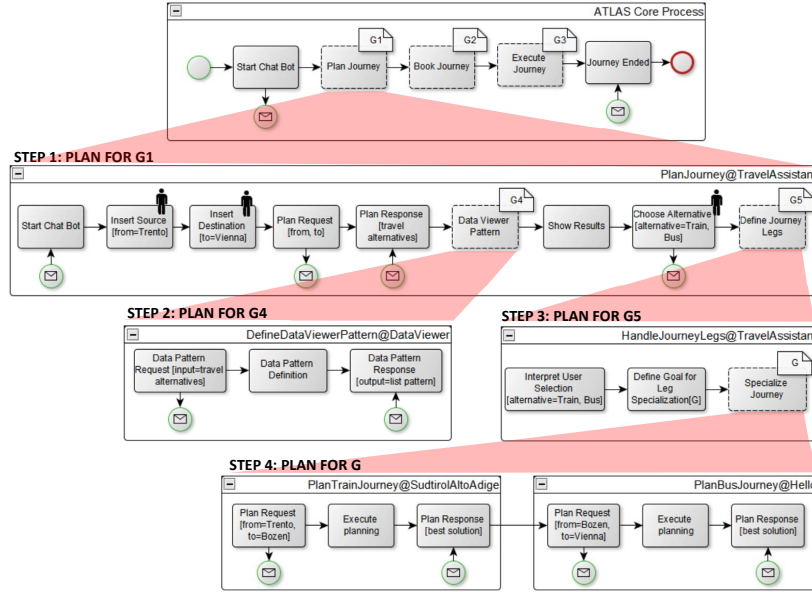 ATLAS Core Process
G1
G2
G3
Start Chat Bot
Plan Journey
Book Journey
Execute
Journey
Journey Ended
STEP 1: PLAN FOR G1
PlanJourney@TravelAssistan
G4
G5
Start Chat Bot
Insert Source
[from=Trento]
Insert
Destination
[to=Vienna]
Plan Request
[from, to]
Plan Response
[travel
alternatives]
Data Viewer
Pattern
Show Results
Choose Alternative
[alternative=Train,
Bus]
Define Journey
Legs
STEP 2: PLAN FOR G4
DefineDataViewerPattern@DataViewer
Data Pattern
Request [input=travel
alternatives]
Data Pattern
Definition
Data Pattern
Response
[output=list pattern]
STEP 3: PLAN FOR G5
HandleJourneyLegs@TravelAssistan
G
Interpret User
Selection
[alternative=Train, Bus]
Define Goal for
Leg
Specialization[G]
Specialize
Journey
STEP 4: PLAN FOR G
PlanTrainJourney@SudtirolAltoAdige
Plan Request
[from=Trento,
to=Bozen]
Execute
planning
Plan Response
[best solution]
PlanBusJourney@Hello
Plan Request
[from=Bozen,
to=Vienna]
Execute
planning
Plan Response
[best solution]